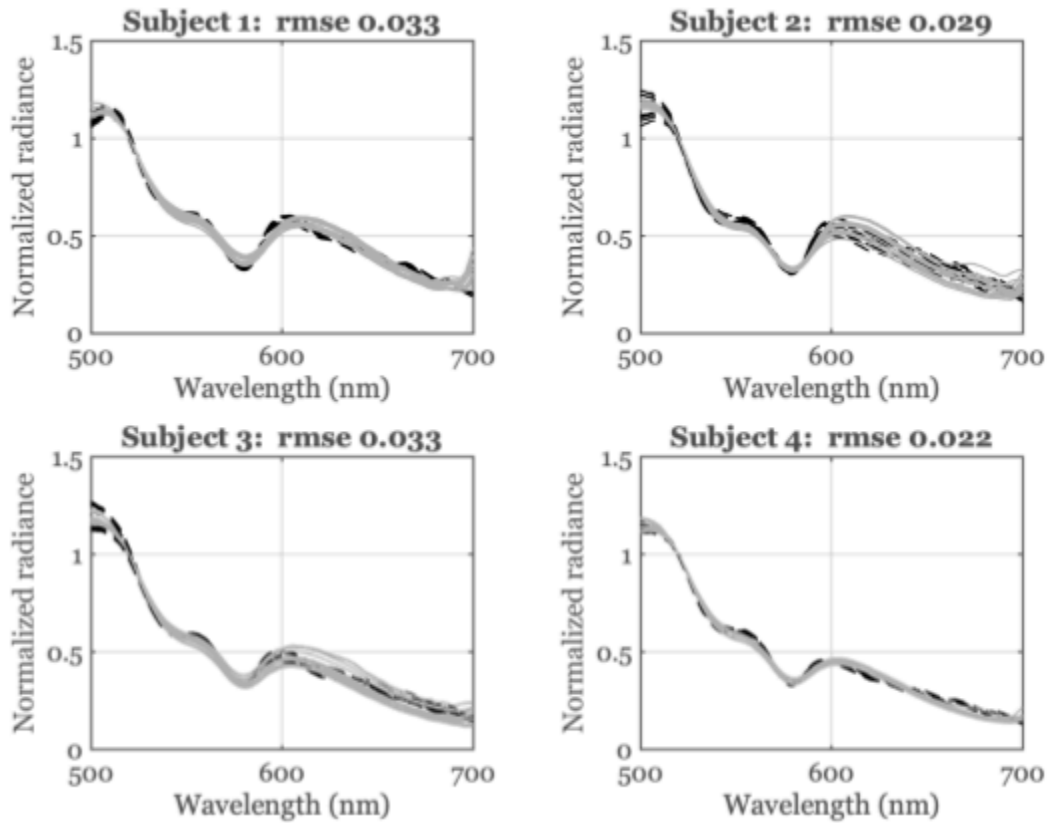 Subject 1: rmse 0.033
Normalized radiance
1.5
1
0.5
0
500
600
700
Wavelength (nm)
Subject 2: rmse 0.029
Normalized radiance
1.5
1
0.5
0
500
600
700
Wavelength (nm)
Subject 3: rmse 0.033
Normalized radiance
1.5
1
0.5
0
500
600
700
Wavelength (nm)
Subject 4: rmse 0.022
Normalized radiance
1.5
1
0.5
0
500
600
700
Wavelength (nm)